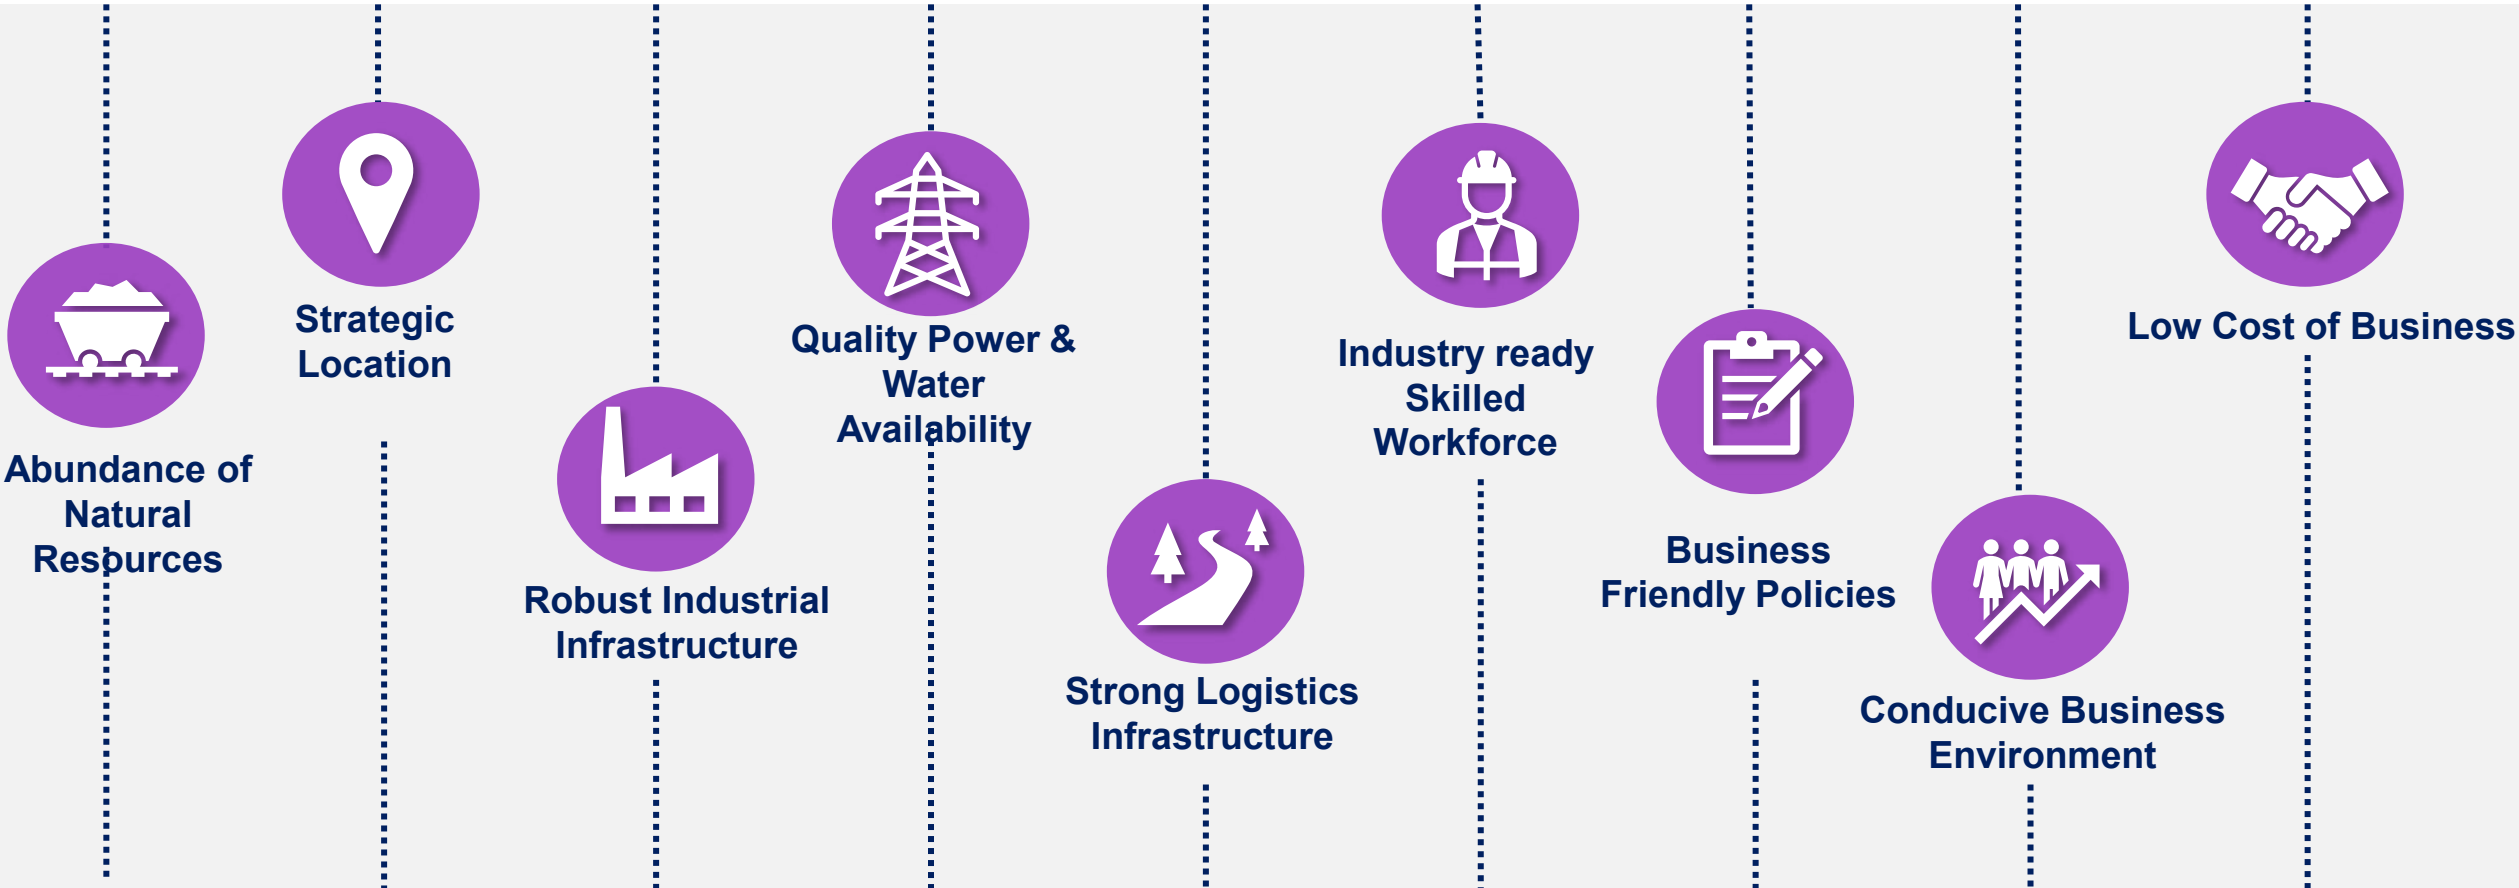 Abundance of
Natural
Resources
Strategic
Location
Robust Industrial
Infrastructure
Quality Power &
Water
Availability
Strong Logistics
Infrastructure
Industry ready
Skilled
Workforce
Business
Friendly Policies
Conducive Business
Environment
Low Cost of Business